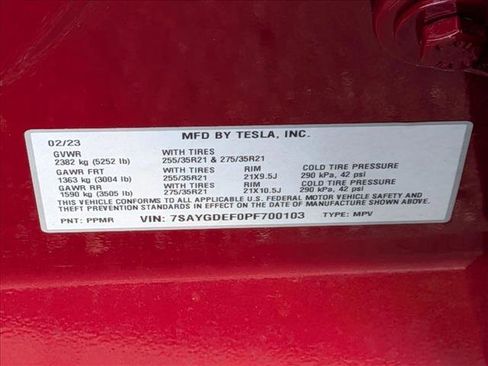 MFD BY TESLA, INC.
02/23
GVWR WITH TIRES
2382 kg (5252 lb) 255/35R21 & 275/35R21
GAWR FRT WITH TIRES RIM COLD TIRE PRESSURE
1363 kg (3004 lb) 255/35R21 21X9.5J 290 kPa, 42 psi
GAWR RR WITH TIRES RIM COLD TIRE PRESSURE
1590 kg (3505 lb) 275/35R21 21X10.5J 290 kPa, 42 psi
THIS VEHICLE CONFORMS TO ALL APPLICABLE U.S. FEDERAL MOTOR VEHICLE SAFETY AND
THEFT PREVENTION STANDARDS IN EFFECT ON THE DATE OF MANUFACTURE SHOWN ABOVE.
PNT: PPMR VIN: 7SAYGDEF0PF700103 TYPE: MPV